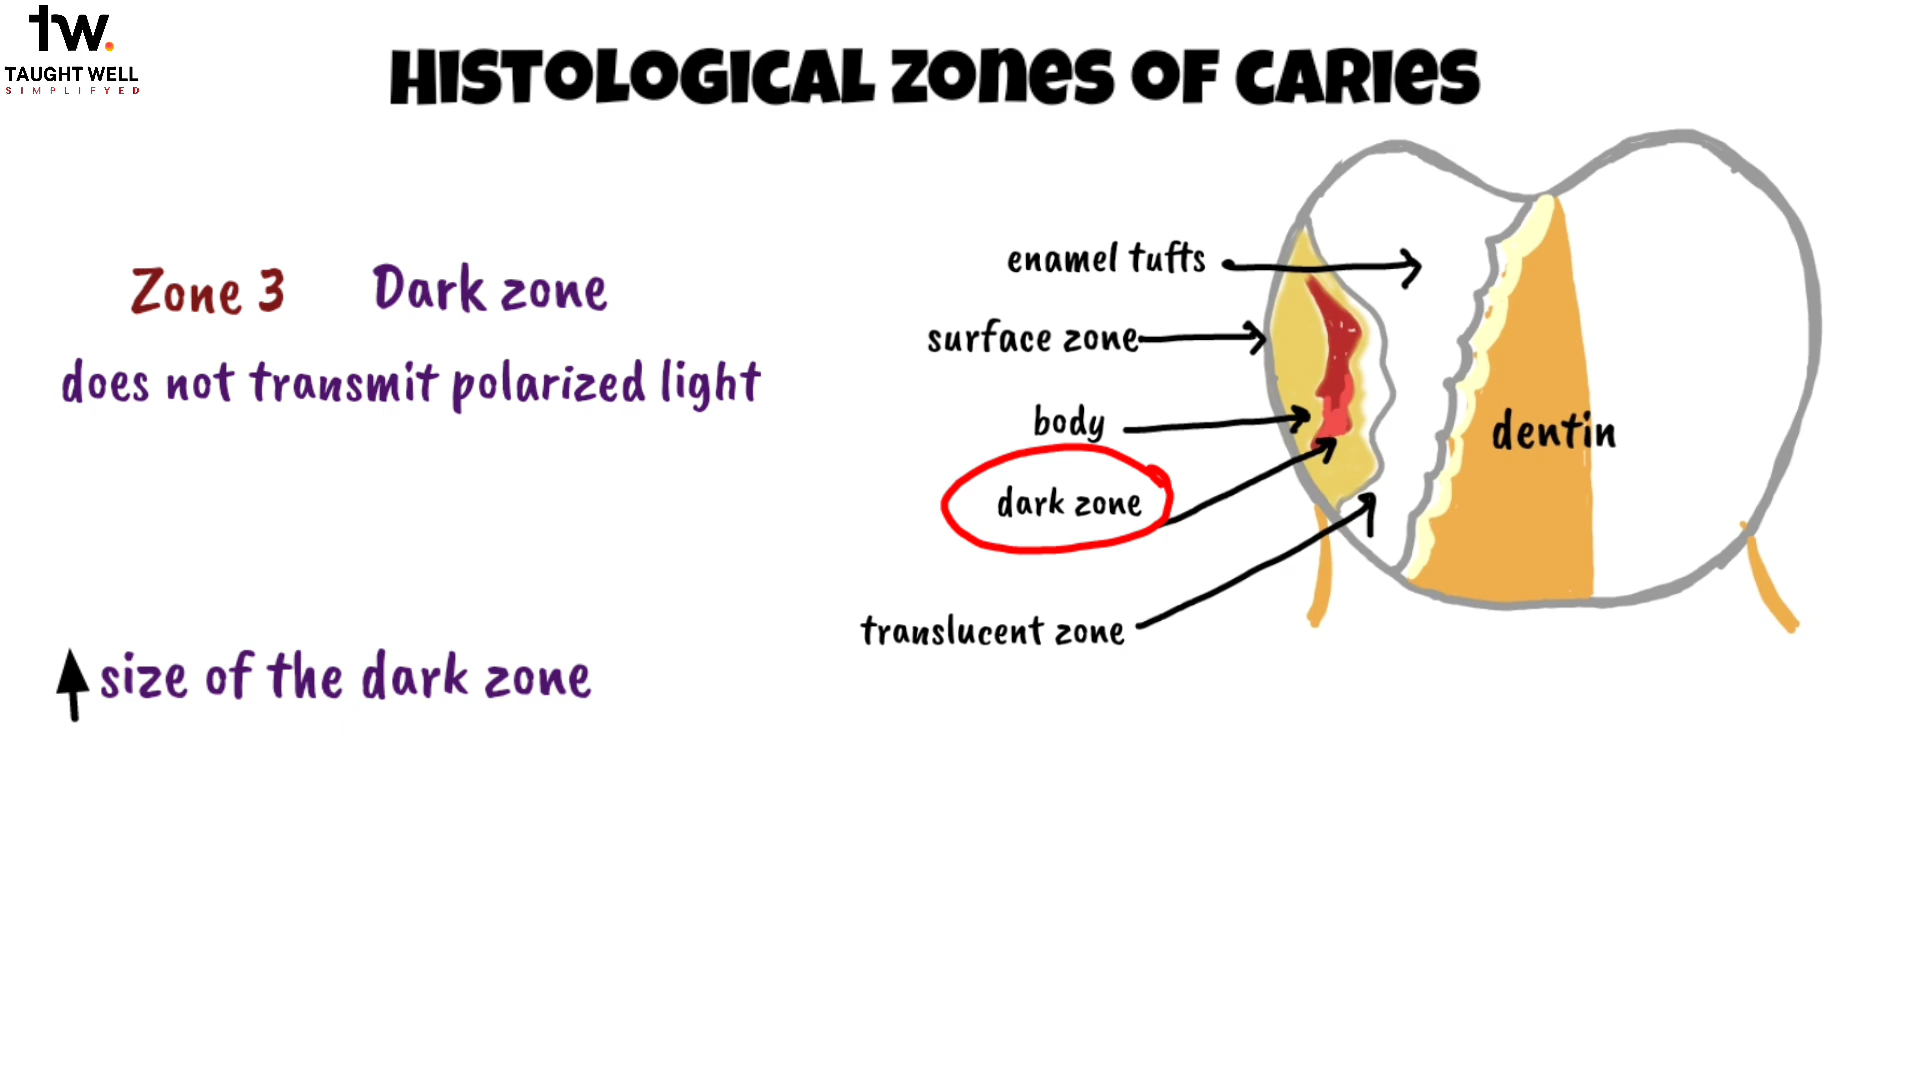 tw.
TAUGHT WELL
SIMPLIFYED
HISTOLOGICAL ZONES OF CARIES
Zone 3 Dark zone
does not transmit polarized light
size of the dark zone
enamel tufts
surface zone
body
dark zone
translucent zone
dentin